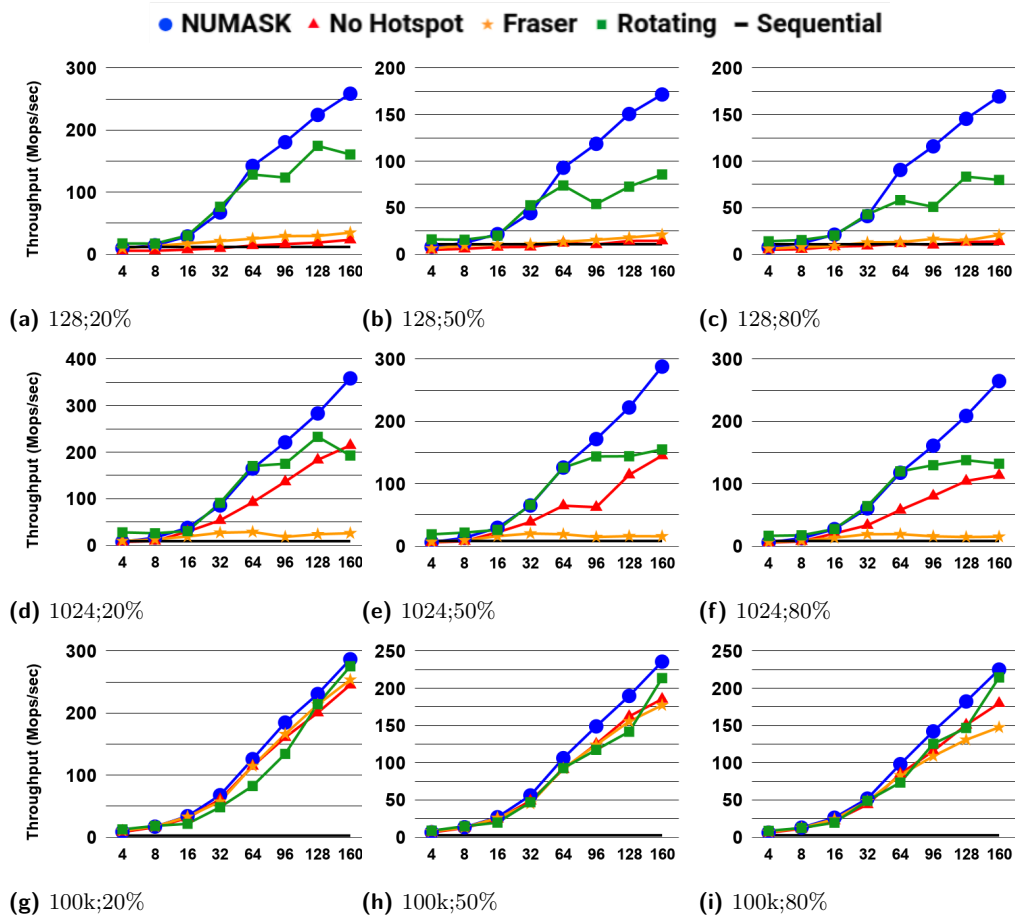 NUMASK No Hotspot Fraser Rotating Sequential
Throughput (Mops/sec)
300
200
100
0
4 8 16 32 64 96 128 160
(a) 128;20%
200
150
100
50
0
4 8 16 32 64 96 128 160
(b) 128;50%
200
150
100
50
0
4 8 16 32 64 96 128 160
(c) 128;80%
Throughput (Mops/sec)
400
300
200
100
0
4 8 16 32 64 96 128 160
(d) 1024;20%
300
200
100
0
4 8 16 32 64 96 128 160
(e) 1024;50%
300
200
100
0
4 8 16 32 64 96 128 160
(f) 1024;80%
Throughput (Mops/sec)
300
200
100
0
4 8 16 32 64 96 128 160
(g) 100k;20%
250
200
150
100
50
0
4 8 16 32 64 96 128 160
(h) 100k;50%
250
200
150
100
50
0
4 8 16 32 64 96 128 160
(i) 100k;80%